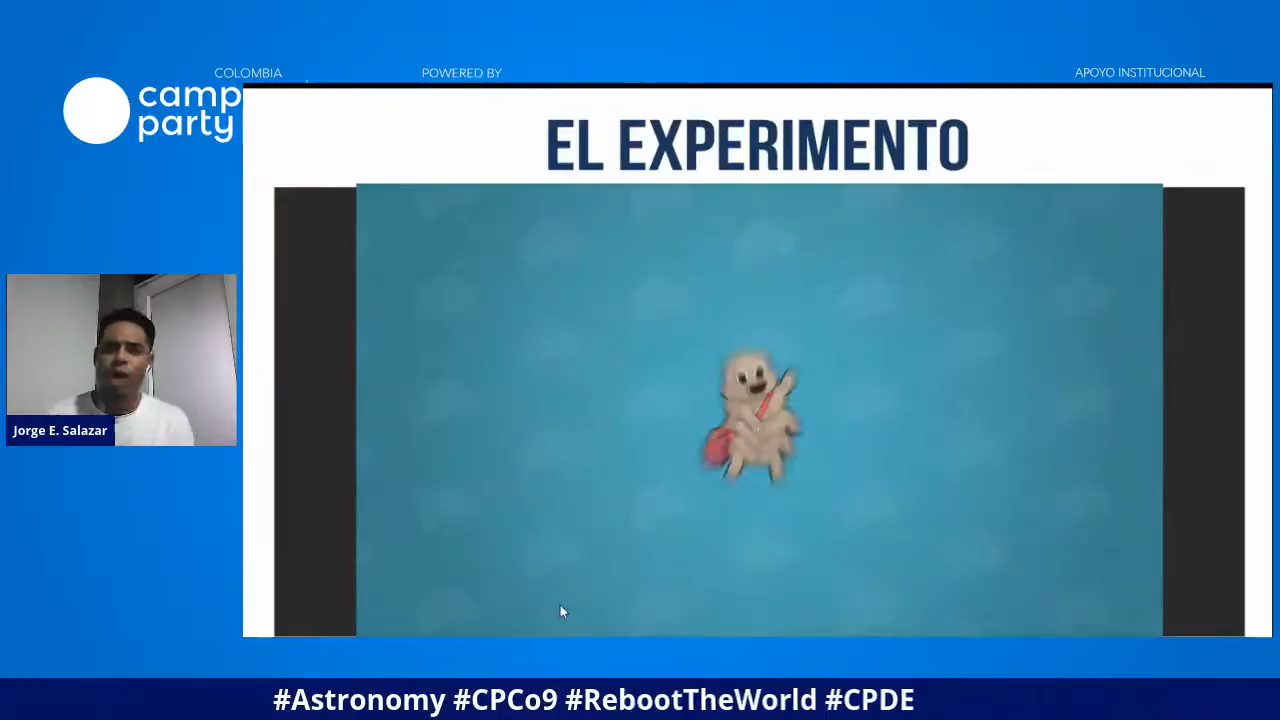 COLOMBIA
POWERED BY
APOYO INSTITUCIONAL
camp
party
EL EXPERIMENTO
Jorge E. Salazar
#Astronomy #CPCo9 #RebootTheWorld #CPDE